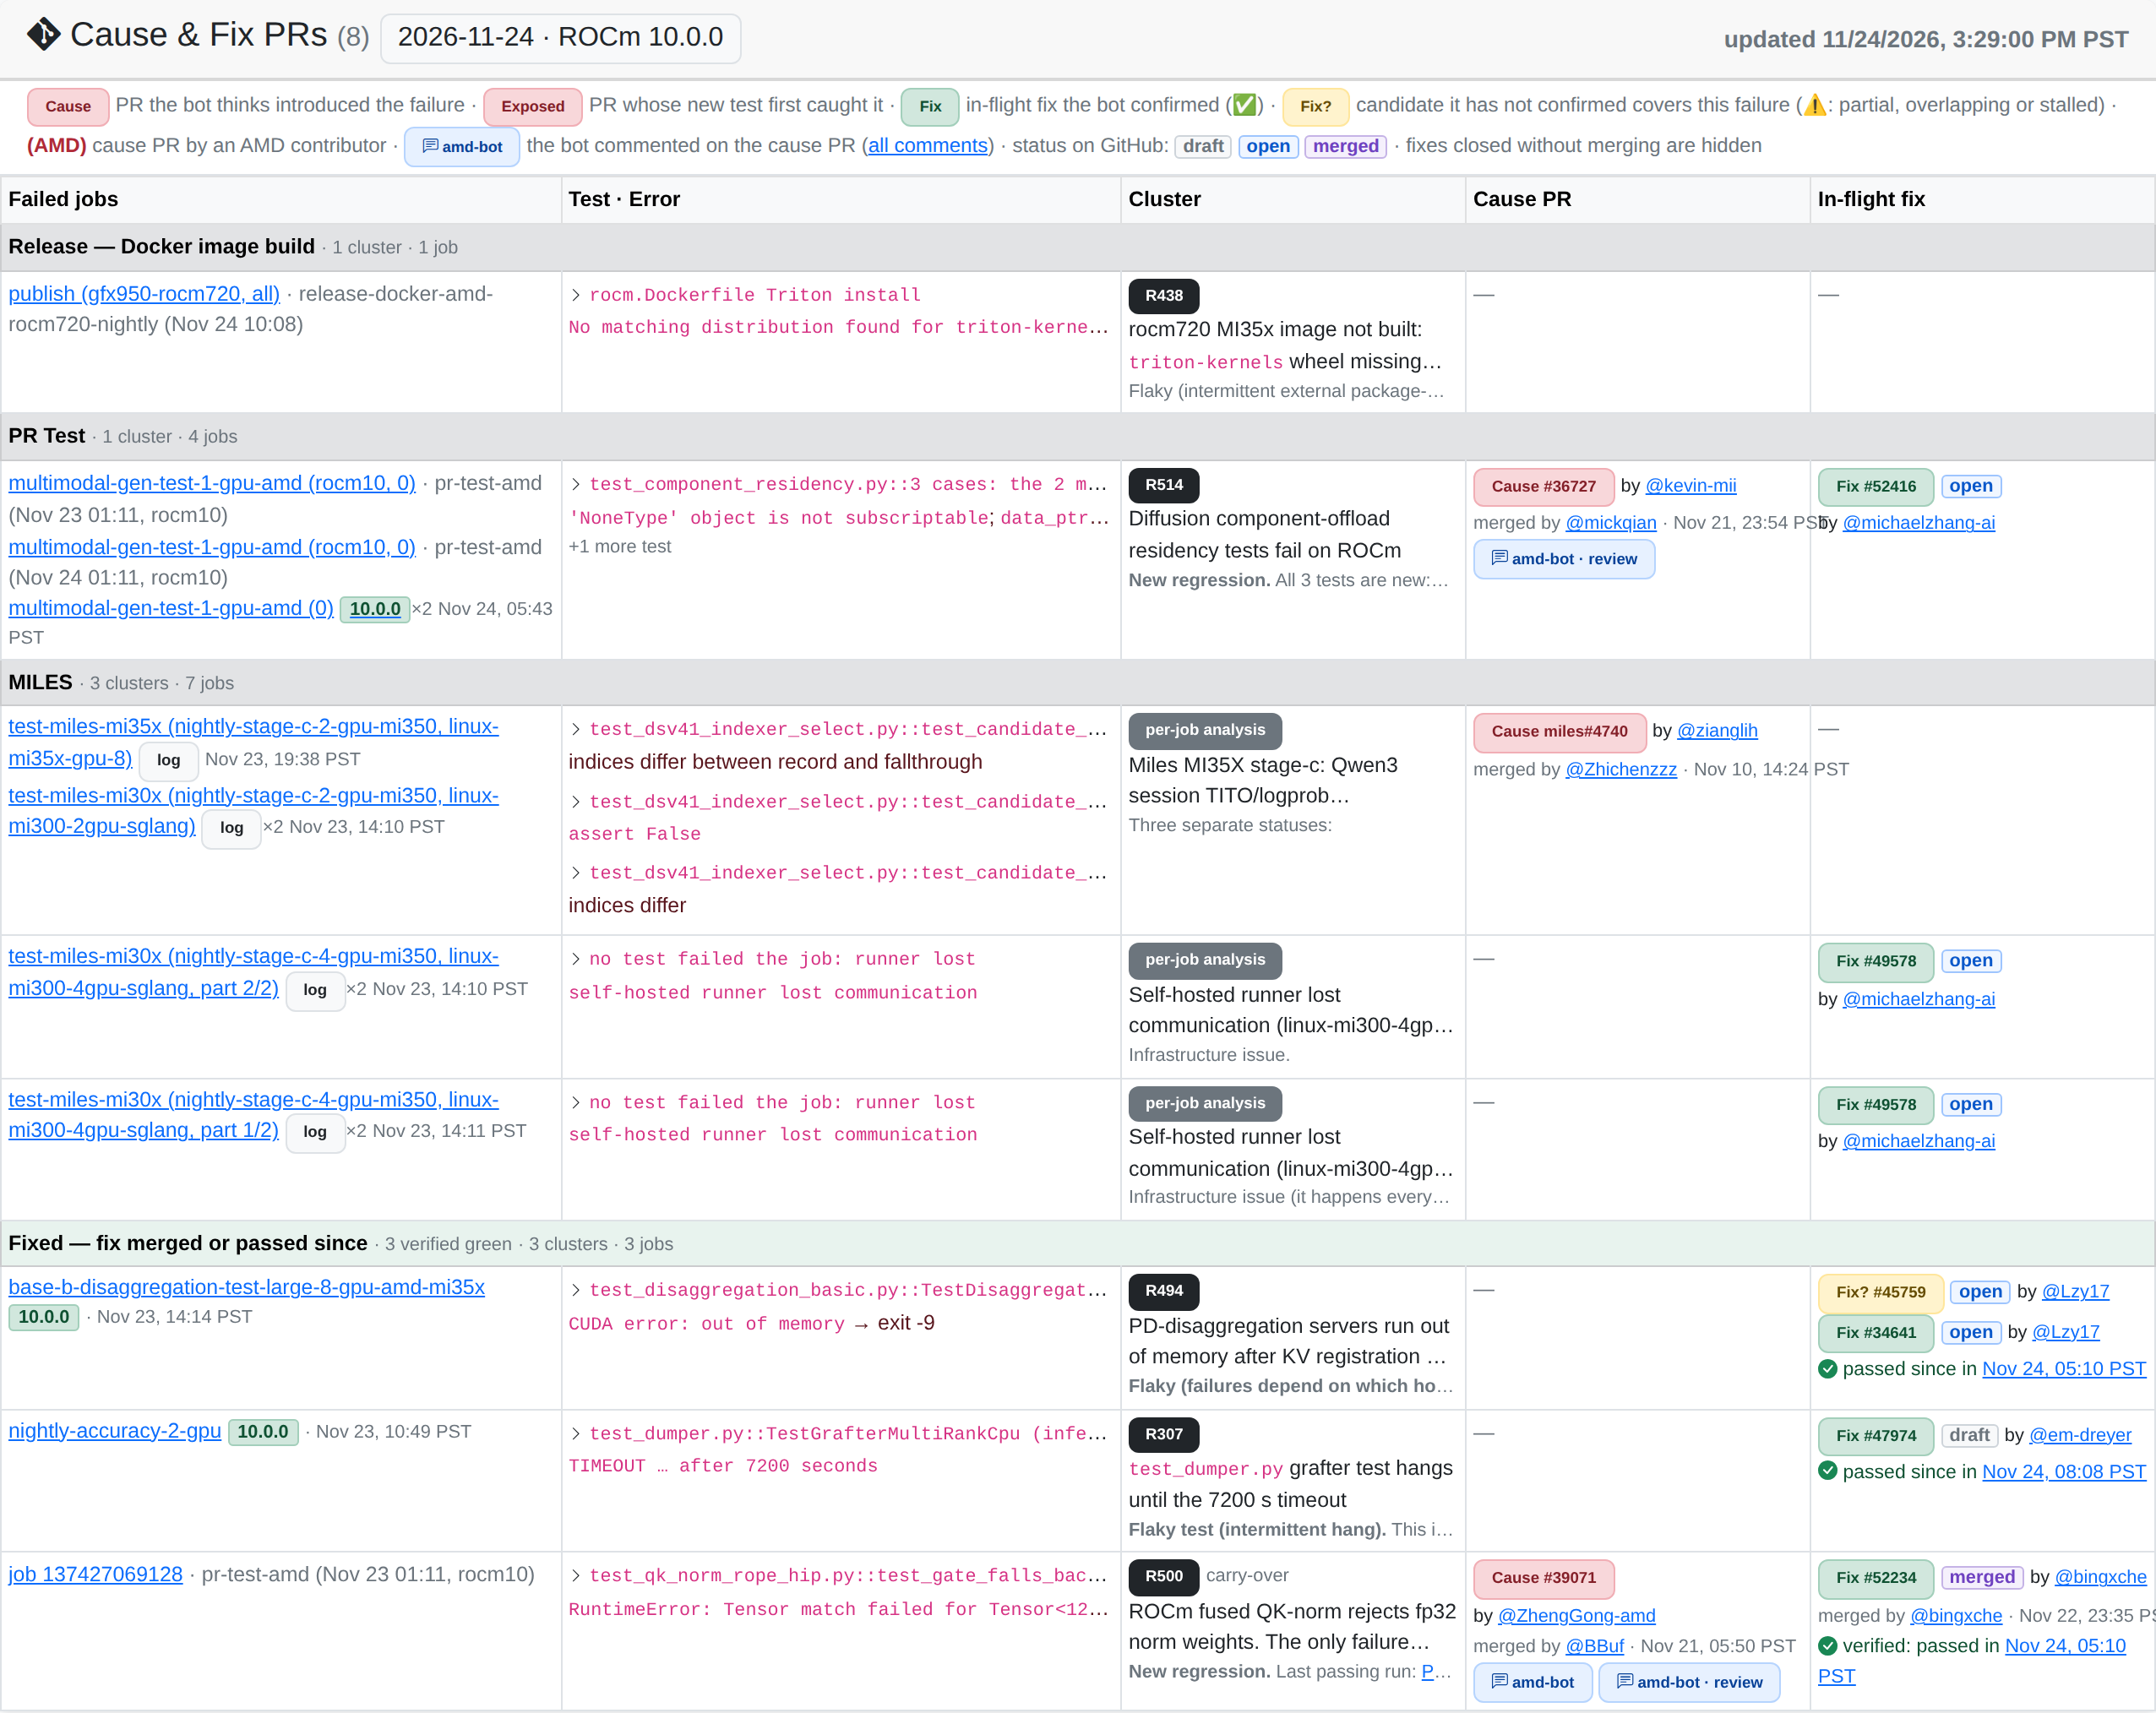 Cause & Fix PRs (8) 2026-11-24 · ROCm 10.0.0
updated 11/24/2026, 3:29:00 PM PST
Cause PR the bot thinks introduced the failure · Exposed PR whose new test first caught it · Fix in-flight fix the bot confirmed (✅) · Fix? candidate it has not confirmed covers this failure (⚠️: partial, overlapping or stalled) ·
(AMD) cause PR by an AMD contributor · amd-bot the bot commented on the cause PR (all comments) · status on GitHub: draft open merged · fixes closed without merging are hidden
Failed jobs
Test · Error
Cluster
Cause PR
In-flight fix
Release — Docker image build · 1 cluster · 1 job
publish (gfx950-rocm720, all) · release-docker-amd-
rocm720-nightly (Nov 24 10:08)
rocm.Dockerfile Triton install
No matching distribution found for triton-kerne…
R438
rocm720 MI35x image not built:
triton-kernels wheel missing…
Flaky (intermittent external package-…
—
—
PR Test · 1 cluster · 4 jobs
multimodal-gen-test-1-gpu-amd (rocm10, 0) · pr-test-amd
(Nov 23 01:11, rocm10)
multimodal-gen-test-1-gpu-amd (rocm10, 0) · pr-test-amd
(Nov 24 01:11, rocm10)
multimodal-gen-test-1-gpu-amd (0) 10.0.0 ×2 Nov 24, 05:43
PST
test_component_residency.py::3 cases: the 2 m…
'NoneType' object is not subscriptable; data_ptr…
+1 more test
R514
Diffusion component-offload
residency tests fail on ROCm
New regression. All 3 tests are new:…
Cause #36727 by @kevin-mii
merged by @mickqian · Nov 21, 23:54 PST
amd-bot · review
Fix #52416 open
by @michaelzhang-ai
MILES · 3 clusters · 7 jobs
test-miles-mi35x (nightly-stage-c-2-gpu-mi350, linux-
mi35x-gpu-8) log Nov 23, 19:38 PST
test-miles-mi30x (nightly-stage-c-2-gpu-mi350, linux-
mi300-2gpu-sglang) log ×2 Nov 23, 14:10 PST
test_dsv41_indexer_select.py::test_candidate_…
indices differ between record and fallthrough
test_dsv41_indexer_select.py::test_candidate_…
assert False
test_dsv41_indexer_select.py::test_candidate_…
indices differ
per-job analysis
Miles MI35X stage-c: Qwen3
session TITO/logprob…
Three separate statuses:
Cause miles#4740 by @zianglih
merged by @Zhichenzzz · Nov 10, 14:24 PST
—
test-miles-mi30x (nightly-stage-c-4-gpu-mi350, linux-
mi300-4gpu-sglang, part 2/2) log ×2 Nov 23, 14:10 PST
no test failed the job: runner lost
self-hosted runner lost communication
per-job analysis
Self-hosted runner lost
communication (linux-mi300-4gp…
Infrastructure issue.
—
Fix #49578 open
by @michaelzhang-ai
test-miles-mi30x (nightly-stage-c-4-gpu-mi350, linux-
mi300-4gpu-sglang, part 1/2) log ×2 Nov 23, 14:11 PST
no test failed the job: runner lost
self-hosted runner lost communication
per-job analysis
Self-hosted runner lost
communication (linux-mi300-4gp…
Infrastructure issue (it happens every…
—
Fix #49578 open
by @michaelzhang-ai
Fixed — fix merged or passed since · 3 verified green · 3 clusters · 3 jobs
base-b-disaggregation-test-large-8-gpu-amd-mi35x
10.0.0 · Nov 23, 14:14 PST
test_disaggregation_basic.py::TestDisaggregat…
CUDA error: out of memory → exit -9
R494
PD-disaggregation servers run out
of memory after KV registration …
Flaky (failures depend on which ho…
—
Fix? #45759 open by @Lzy17
Fix #34641 open by @Lzy17
passed since in Nov 24, 05:10 PST
nightly-accuracy-2-gpu 10.0.0 · Nov 23, 10:49 PST
test_dumper.py::TestGrafterMultiRankCpu (infe…
TIMEOUT … after 7200 seconds
R307
test_dumper.py grafter test hangs
until the 7200 s timeout
Flaky test (intermittent hang). This i…
—
Fix #47974 draft by @em-dreyer
passed since in Nov 24, 08:08 PST
job 137427069128 · pr-test-amd (Nov 23 01:11, rocm10)
test_qk_norm_rope_hip.py::test_gate_falls_bac…
RuntimeError: Tensor match failed for Tensor<12…
R500 carry-over
ROCm fused QK-norm rejects fp32
norm weights. The only failure…
New regression. Last passing run: P…
Cause #39071
by @ZhengGong-amd
merged by @BBuf · Nov 21, 05:50 PST
amd-bot amd-bot · review
Fix #52234 merged by @bingxche
merged by @bingxche · Nov 22, 23:35 PS
verified: passed in Nov 24, 05:10
PST